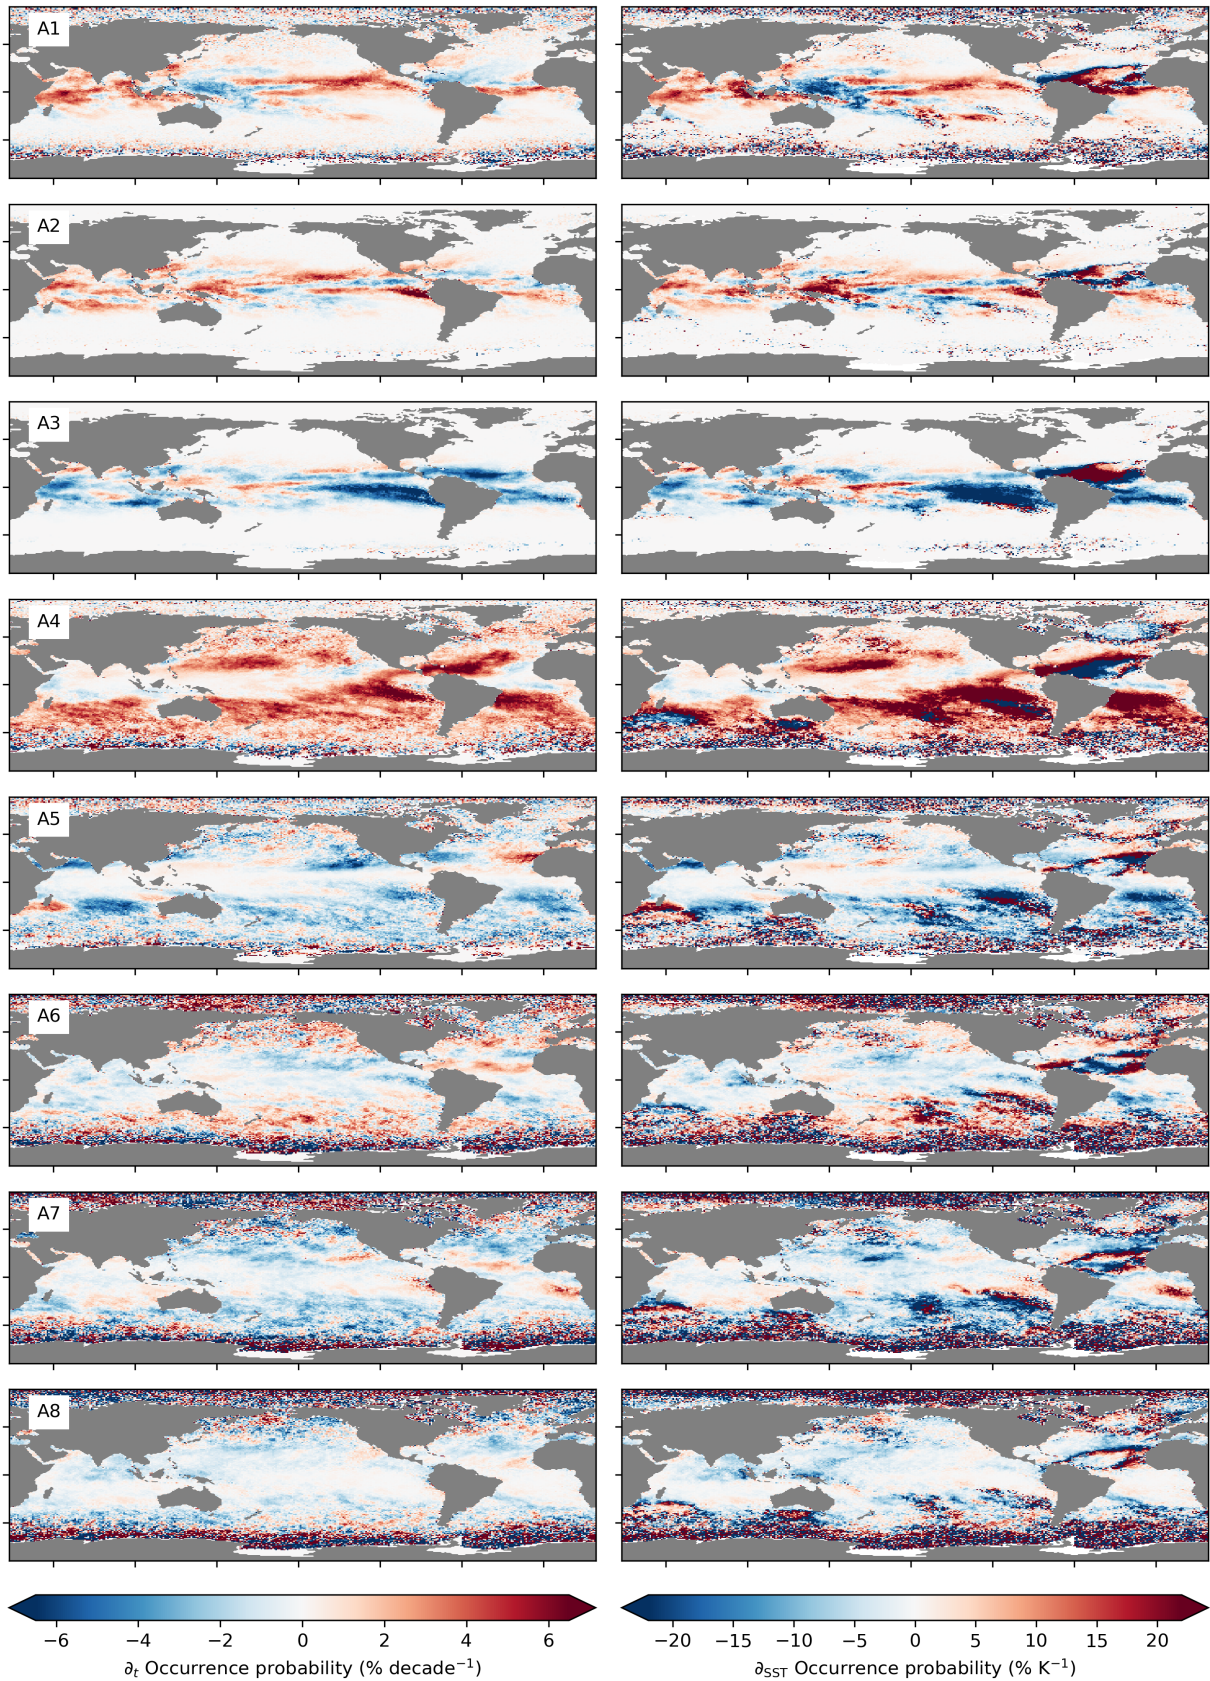 A1
A2
A3
A4
A5
A6
A7
A8
−6 −4 −2 0 2 4 6
∂t Occurrence probability (% decade⁻¹)
−20 −15 −10 −5 0 5 10 15 20
∂SST Occurrence probability (% K⁻¹)